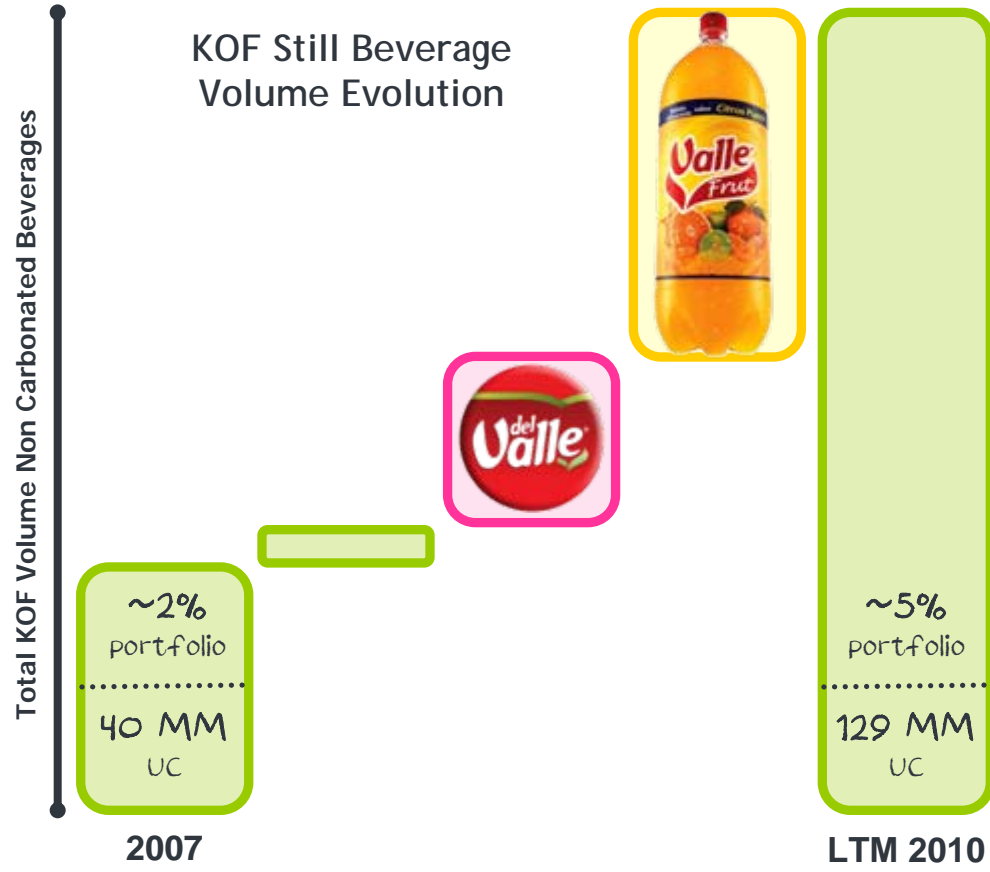 KOF Still Beverage
Volume Evolution
Total KOF Volume Non Carbonated Beverages
Citrus
Valle
Frut
del
Valle
~2%
portfolio
40 MM
UC
~5%
portfolio
129 MM
UC
2007
LTM 2010